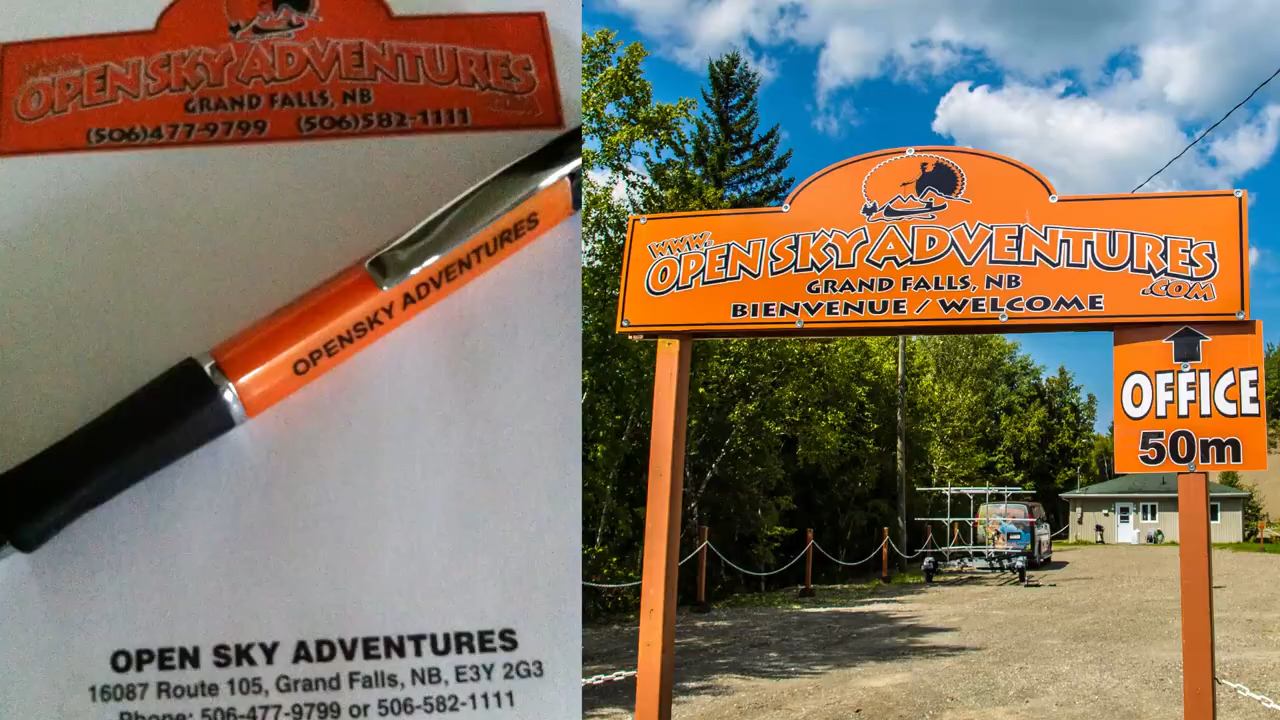 OPEN SKY ADVENTURES
GRAND FALLS, NB
(506)477-9799 (506)582-1111
OPENSKY ADVENTURES
OPEN SKY ADVENTURES
16087 Route 105, Grand Falls, NB, E3Y 2G3
Phone: 506-477-9799 or 506-582-1111
WWW.
OPEN SKY ADVENTURES
.COM
GRAND FALLS, NB
BIENVENUE / WELCOME
OFFICE
50m